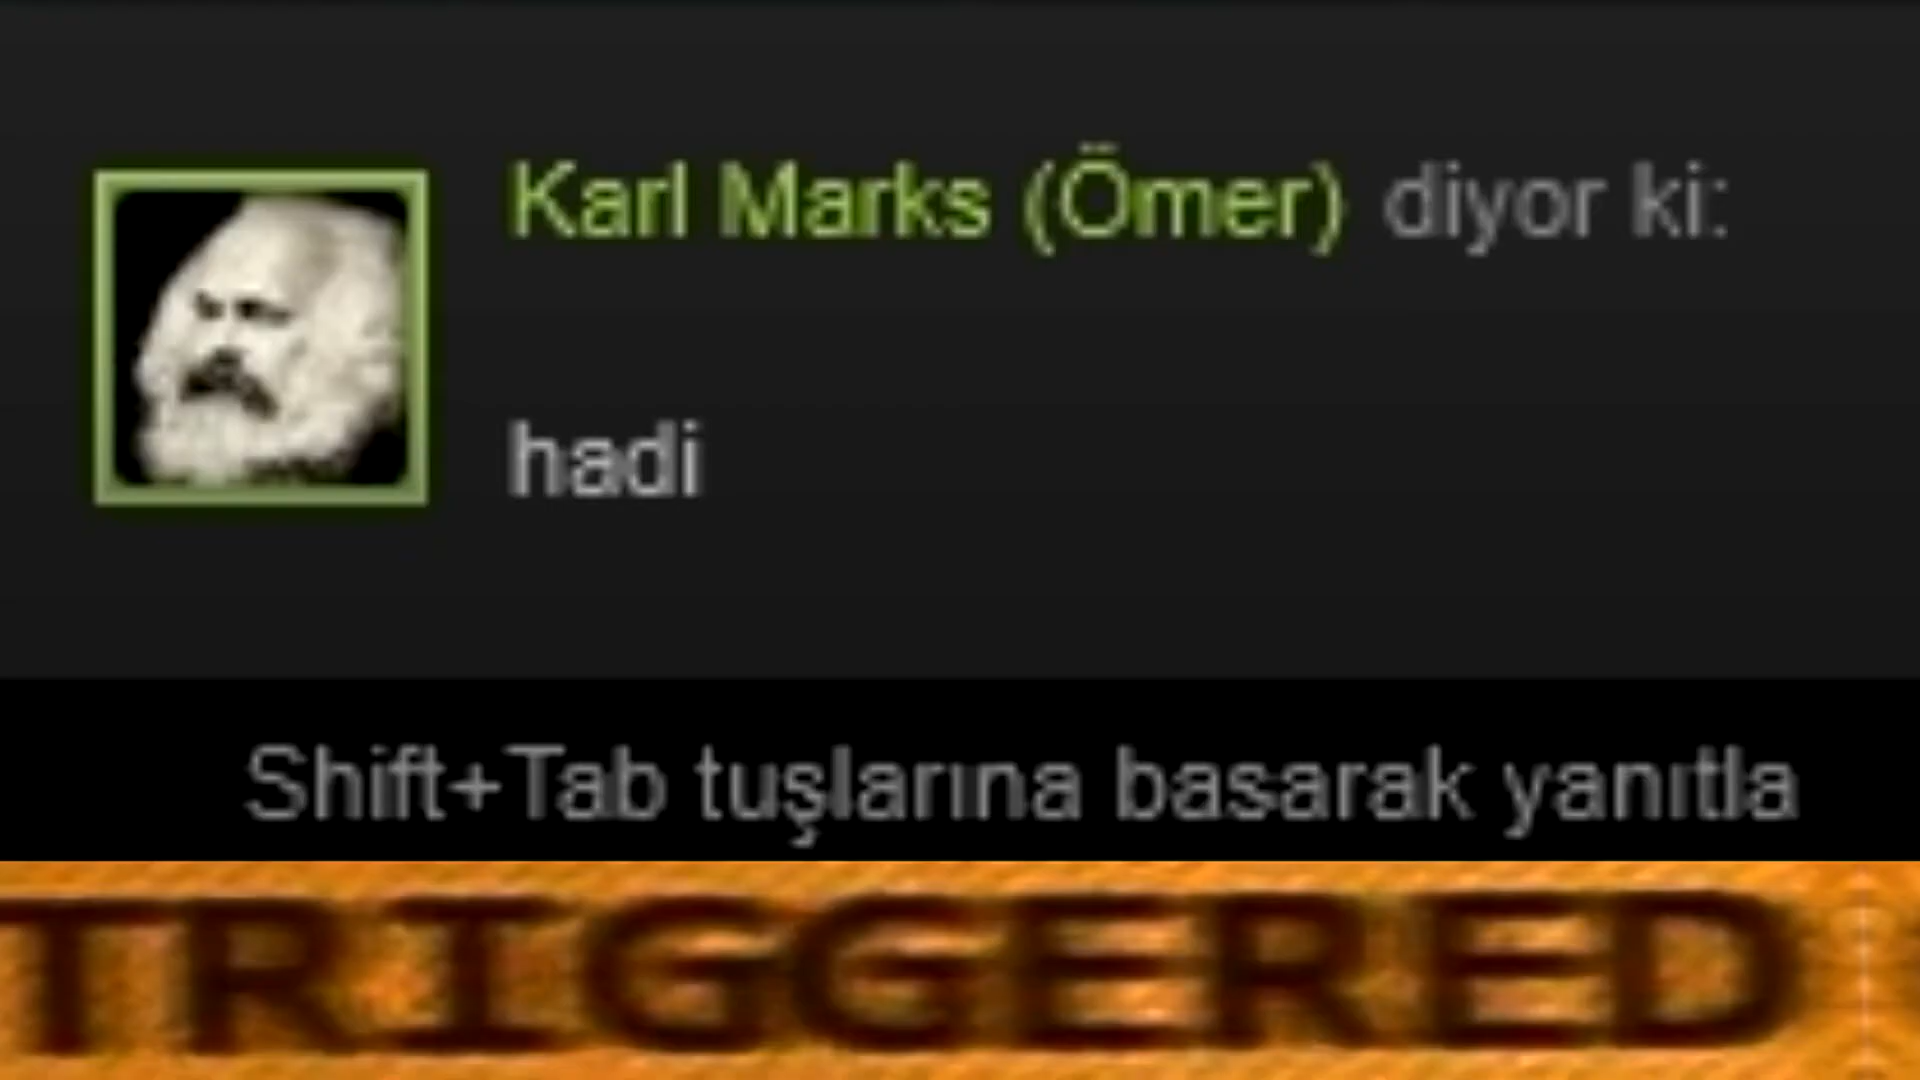 Karl Marks (Ömer) diyor ki:
hadi
Shift+Tab tuşlarına basarak yanıtla
TRIGGERED